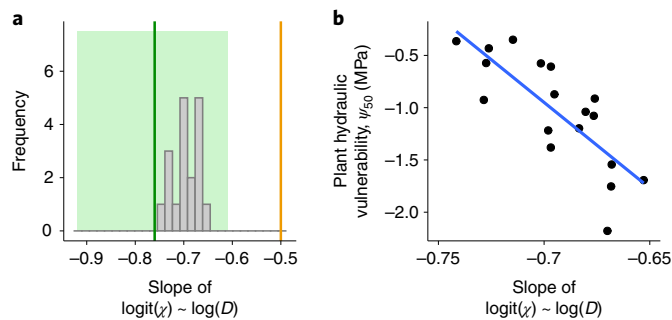 a
Frequency
6
4
2
0
−0.9 −0.8 −0.7 −0.6 −0.5
Slope of
logit(χ) ~ log(D)
b
Plant hydraulic
vulnerability, ψ50 (MPa)
−0.5
−1.0
−1.5
−2.0
−0.75 −0.7 −0.65
Slope of
logit(χ) ~ log(D)